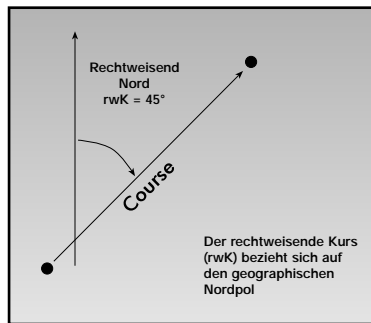 Rechtweisend
Nord
rwK = 45°
Course
Der rechtweisende Kurs
(rwK) bezieht sich auf
den geographischen
Nordpol